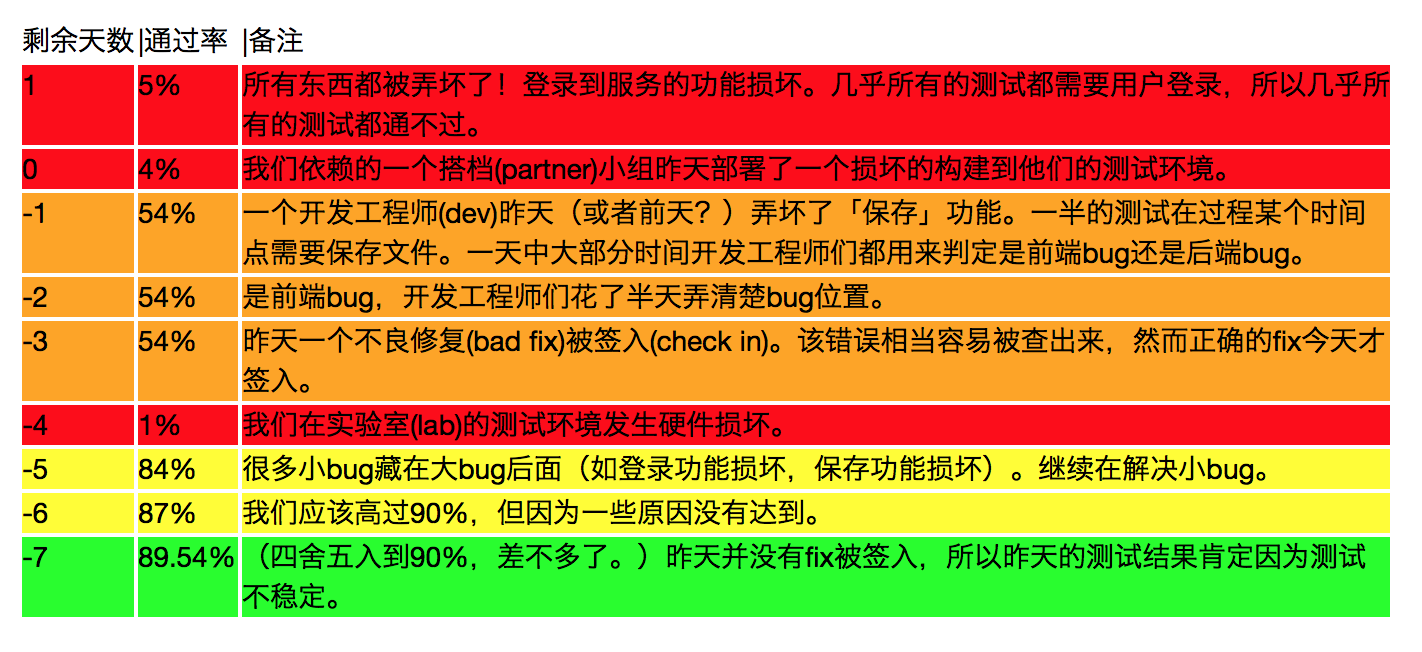 剩余天数|通过率 |备注
1 5% 所有东西都被弄坏了！登录到服务的功能损坏。几乎所有的测试都需要用户登录，所以几乎所
有的测试都通不过。
0 4% 我们依赖的一个搭档(partner)小组昨天部署了一个损坏的构建到他们的测试环境。
-1 54% 一个开发工程师(dev)昨天（或者前天？）弄坏了「保存」功能。一半的测试在过程某个时间
点需要保存文件。一天中大部分时间开发工程师们都用来判定是前端bug还是后端bug。
-2 54% 是前端bug，开发工程师们花了半天弄清楚bug位置。
-3 54% 昨天一个不良修复(bad fix)被签入(check in)。该错误相当容易被查出来，然而正确的fix今天才
签入。
-4 1% 我们在实验室(lab)的测试环境发生硬件损坏。
-5 84% 很多小bug藏在大bug后面（如登录功能损坏，保存功能损坏）。继续在解决小bug。
-6 87% 我们应该高过90%，但因为一些原因没有达到。
-7 89.54% （四舍五入到90%，差不多了。）昨天并没有fix被签入，所以昨天的测试结果肯定因为测试
不稳定。